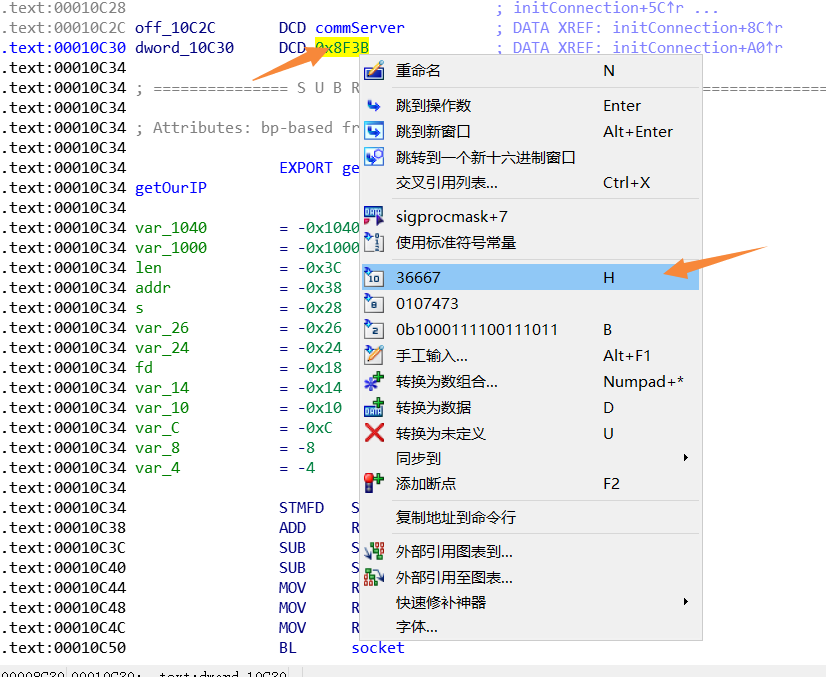 .text:00010C28 ; initConnection+5C↑r ...
.text:00010C2C off_10C2C DCD commServer ; DATA XREF: initConnection+8C↑r
.text:00010C30 dword_10C30 DCD 0x8F3B ; DATA XREF: initConnection+A0↑r
.text:00010C34
.text:00010C34 ; =============== S U B R =============
.text:00010C34
.text:00010C34 ; Attributes: bp-based fr
.text:00010C34
.text:00010C34 EXPORT ge
.text:00010C34 getOurIP
.text:00010C34
.text:00010C34 var_1040 = -0x1040
.text:00010C34 var_1000 = -0x1000
.text:00010C34 len = -0x3C
.text:00010C34 addr = -0x38
.text:00010C34 s = -0x28
.text:00010C34 var_26 = -0x26
.text:00010C34 var_24 = -0x24
.text:00010C34 fd = -0x18
.text:00010C34 var_14 = -0x14
.text:00010C34 var_10 = -0x10
.text:00010C34 var_C = -0xC
.text:00010C34 var_8 = -8
.text:00010C34 var_4 = -4
.text:00010C34
.text:00010C34 STMFD S
.text:00010C38 ADD R
.text:00010C3C SUB S
.text:00010C40 SUB S
.text:00010C44 MOV R
.text:00010C48 MOV R
.text:00010C4C MOV R
.text:00010C50 BL socket
重命名 N
跳到操作数 Enter
跳到新窗口 Alt+Enter
跳转到一个新十六进制窗口
交叉引用列表... Ctrl+X
sigprocmask+7
使用标准符号常量
36667 H
0107473
0b1000111100111011 B
手工输入... Alt+F1
转换为数组合... Numpad+*
转换为数据 D
转换为未定义 U
同步到
添加断点 F2
复制地址到命令行
外部引用图表到...
外部引用至图表...
快速修补神器
字体...